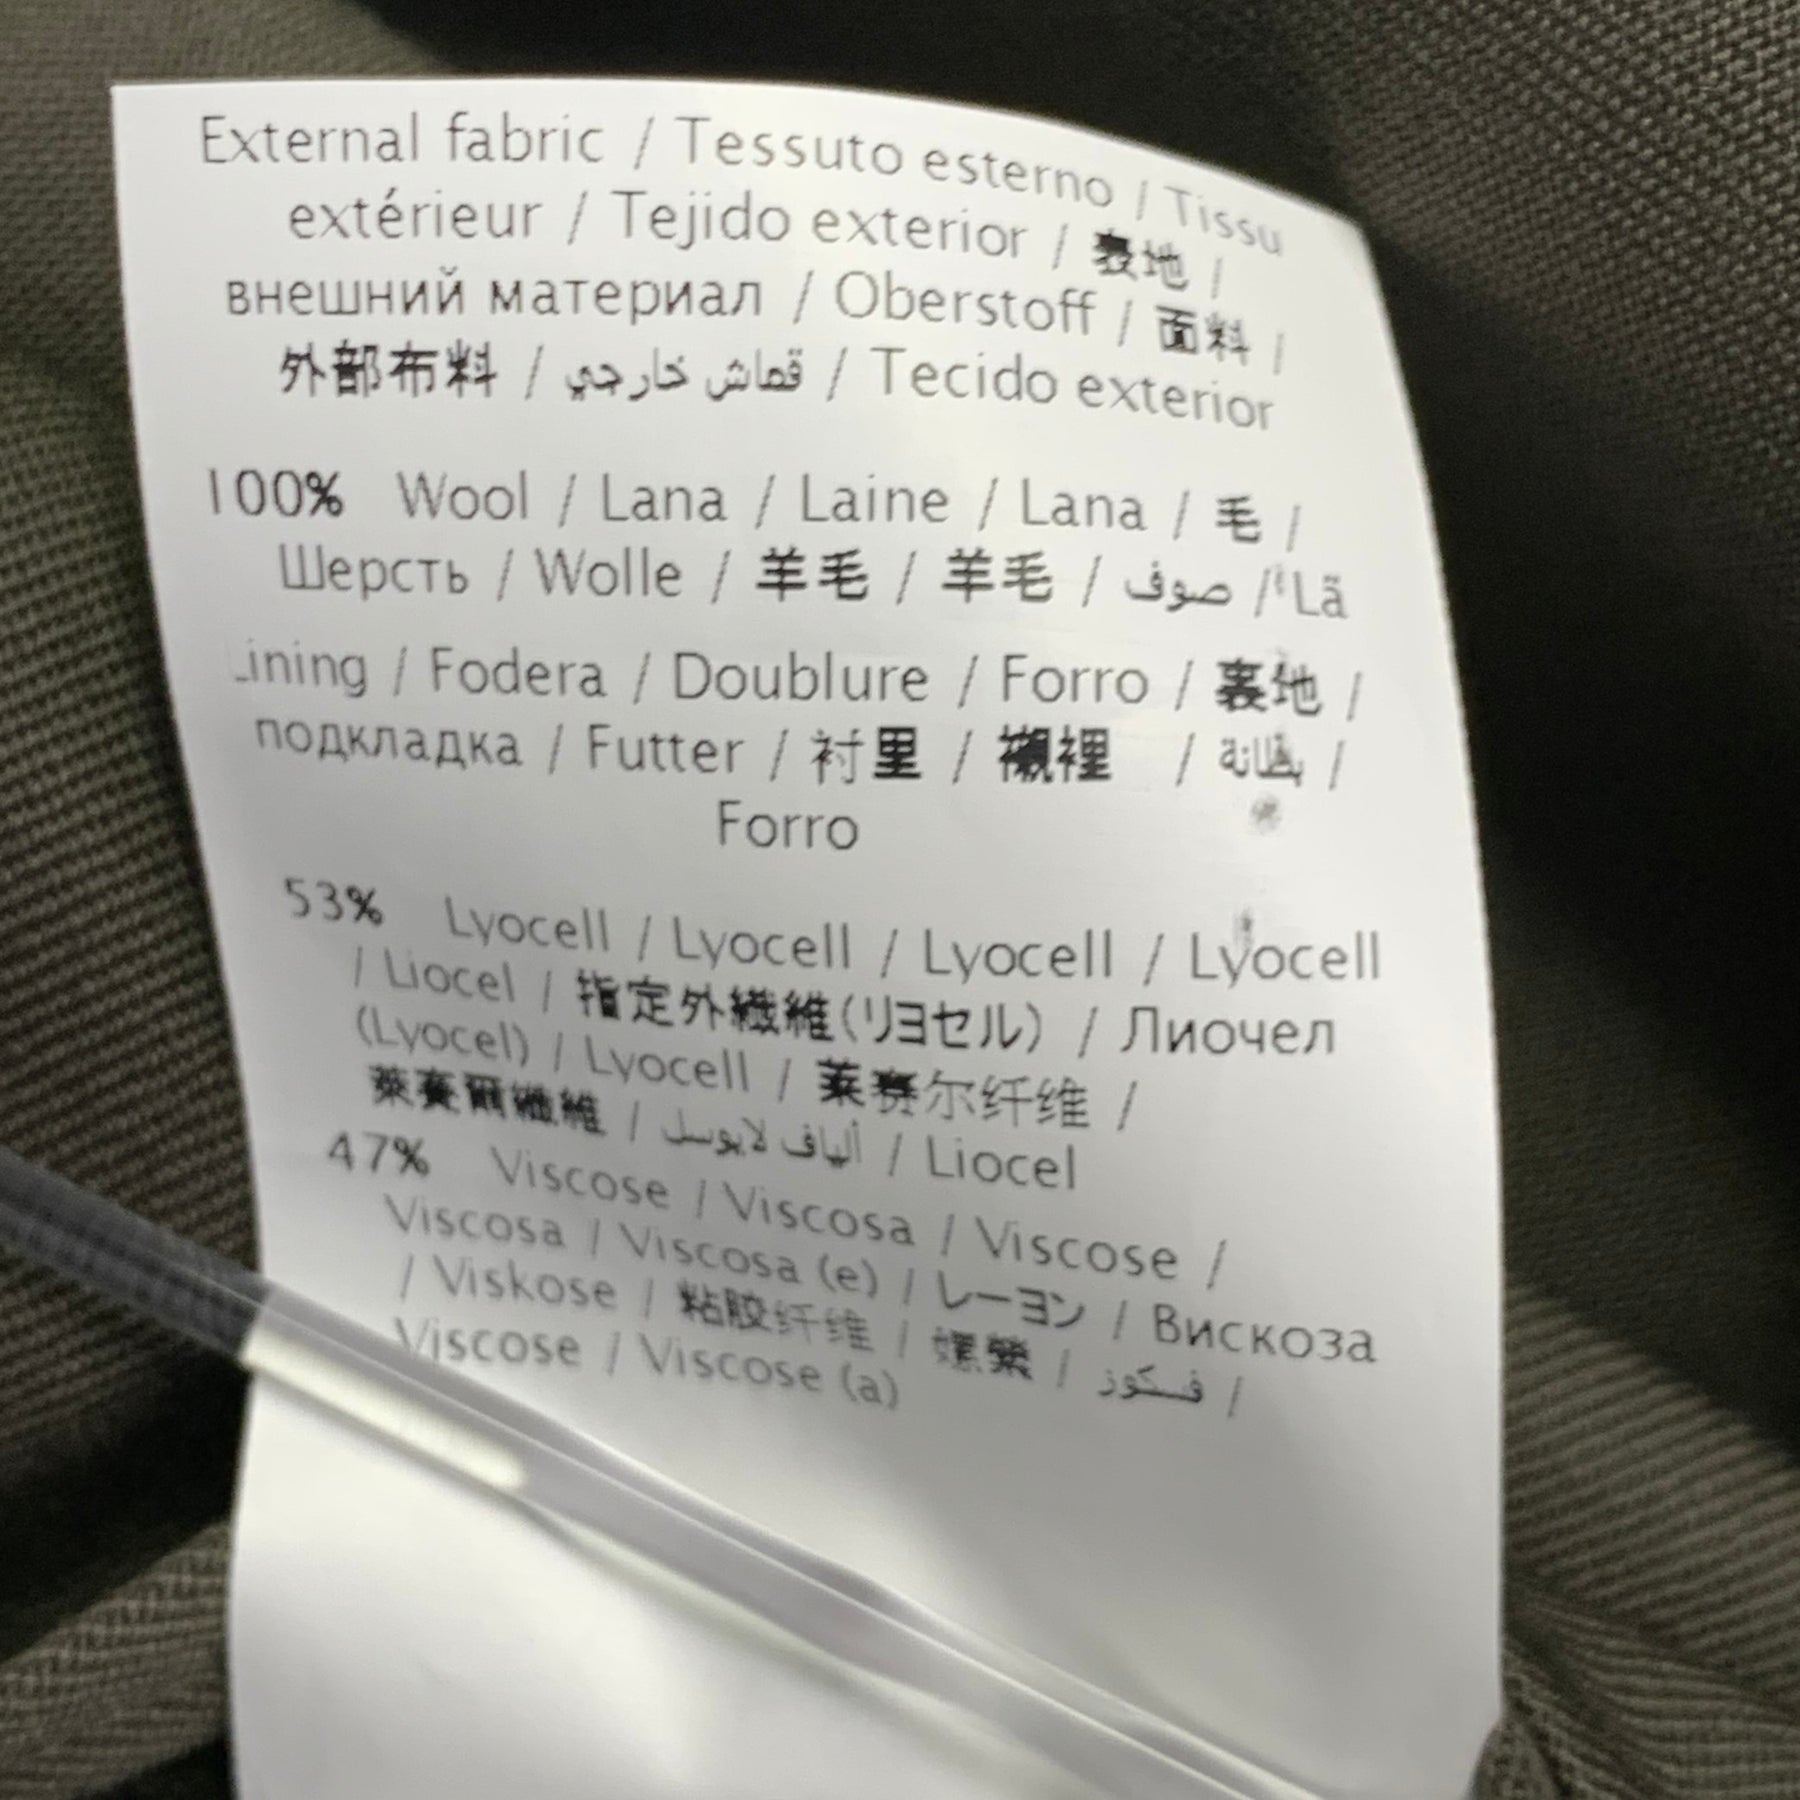 External fabric / Tessuto esterno / Tissu
extérieur / Tejido exterior / 表地 /
внешний материал / Oberstoff / 面料 /
外部布料 / قماش خارجي / Tecido exterior
100% Wool / Lana / Laine / Lana / 毛 /
Шерсть / Wolle / 羊毛 / 羊毛 / صوف / Lã
Lining / Fodera / Doublure / Forro / 裏地 /
подкладка / Futter / 衬里 / 襯裡 / بطانة /
Forro
53% Lyocell / Lyocell / Lyocell / Lyocell
/ Liocel / 指定外繊維(リヨセル) / Лиочел
(Lyocel) / Lyocell / 莱赛尔纤维 /
萊賽爾纖維 / ألياف لايوسل / Liocel
47% Viscose / Viscosa / Viscose /
Viscosa / Viscosa (e) / レーヨン / Вискоза
/ Viskose / 粘胶纤维 / 嫘縈 / فسكوز /
Viscose / Viscose (a)